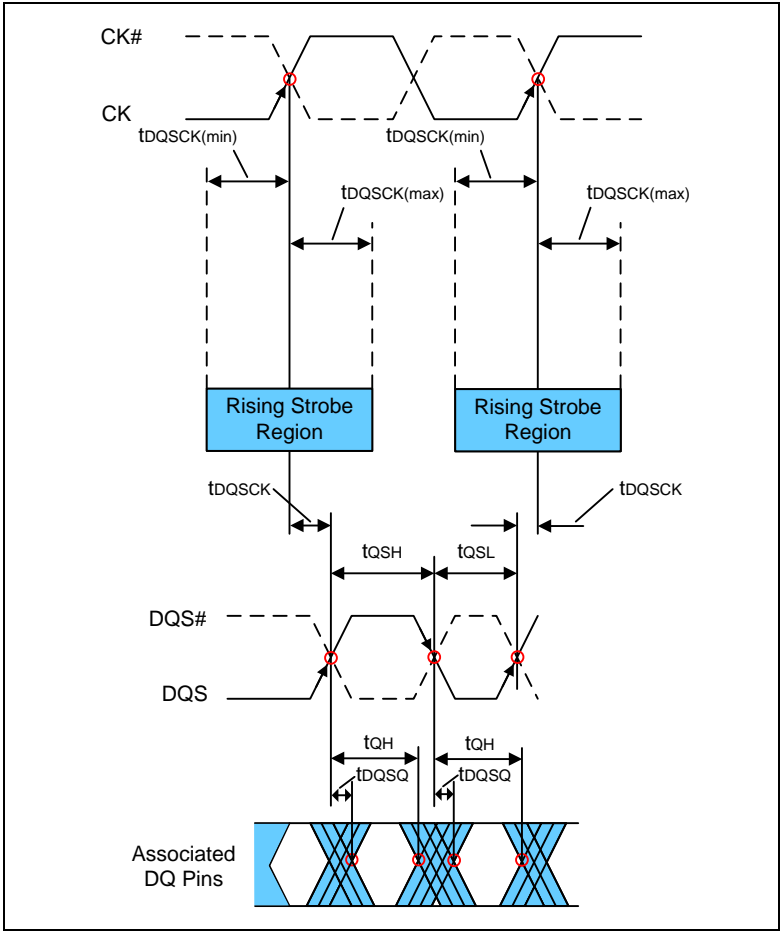 CK#
CK
tDQSCK(min)
tDQSCK(min)
tDQSCK(max)
tDQSCK(max)
Rising Strobe
Region
Rising Strobe
Region
tDQSCK
tDQSCK
tQSH
tQSL
DQS#
DQS
tQH
tQH
tDQSQ
tDQSQ
Associated
DQ Pins